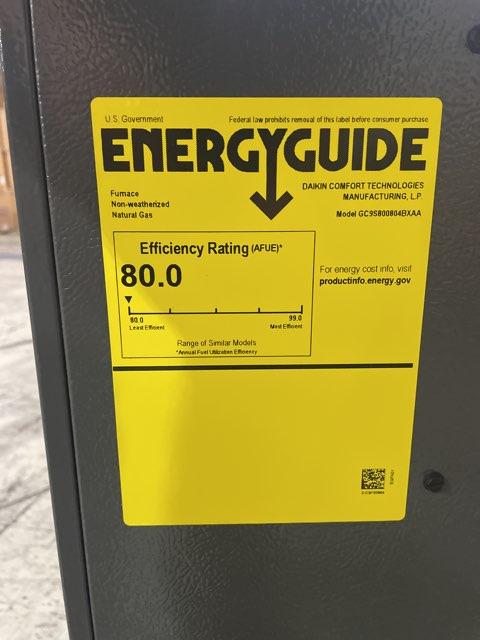 U.S. Government
Federal law prohibits removal of this label before consumer purchase.
ENERGYGUIDE
Furnace
Non-weatherized
Natural Gas
DAIKIN COMFORT TECHNOLOGIES
MANUFACTURING, L.P.
Model GC9S800804BXAA
Efficiency Rating (AFUE)*
80.0
80.0
Least Efficient
99.0
Most Efficient
Range of Similar Models
*Annual Fuel Utilization Efficiency
For energy cost info, visit
productinfo.energy.gov